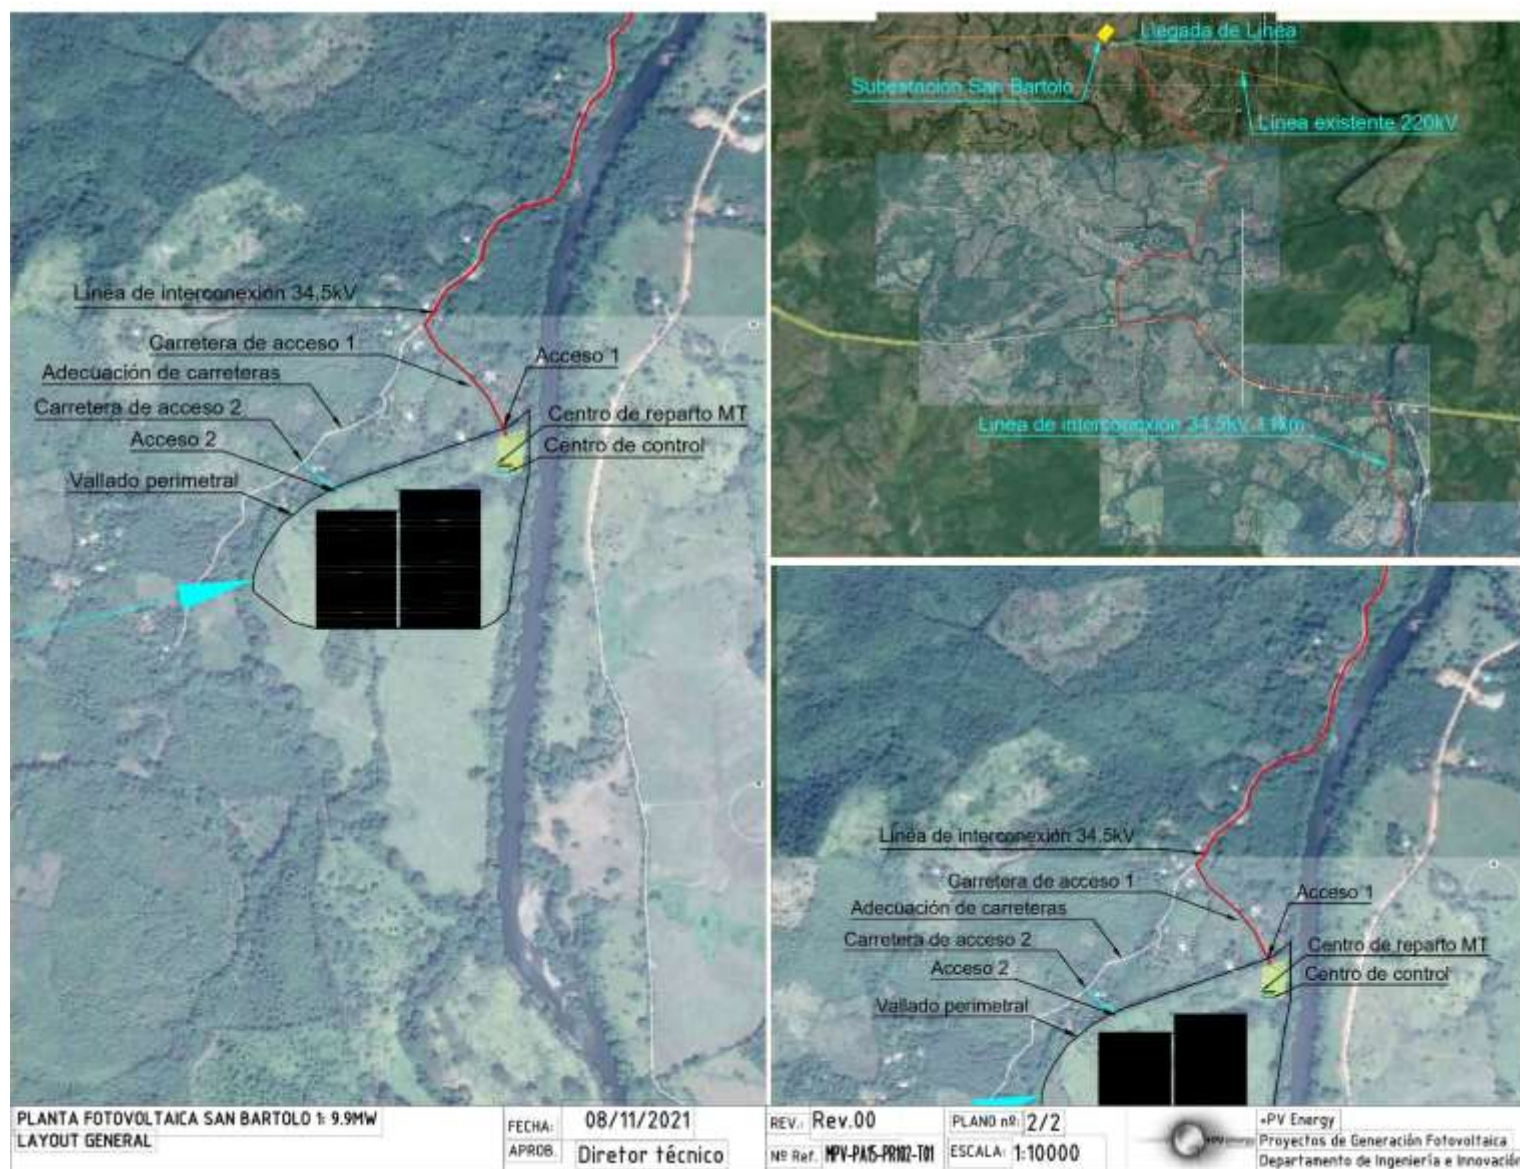 Línea de interconexión 34,5kV
Carretera de acceso 1
Acceso 1
Adecuación de carreteras
Carretera de acceso 2
Centro de reparto MT
Acceso 2
Centro de control
Vallado perimetral
Llegada de Línea
Subestación San Bartolo
Línea existente 220kV
Línea de interconexión 34,5kV 11km
Línea de interconexión 34,5kV
Carretera de acceso 1
Acceso 1
Adecuación de carreteras
Carretera de acceso 2
Centro de reparto MT
Acceso 2
Centro de control
Vallado perimetral
PLANTA FOTOVOLTAICA SAN BARTOLO 1: 9.9MW
LAYOUT GENERAL
FECHA: 08/11/2021
APROB. Diretor técnico
REV.: Rev.00
Nº Ref. MPV-PA15-PR102-T01
PLANO nº: 2/2
ESCALA: 1:10000
+PV Energy
Proyectos de Generación Fotovoltaica
Departamento de Ingeniería e Innovación